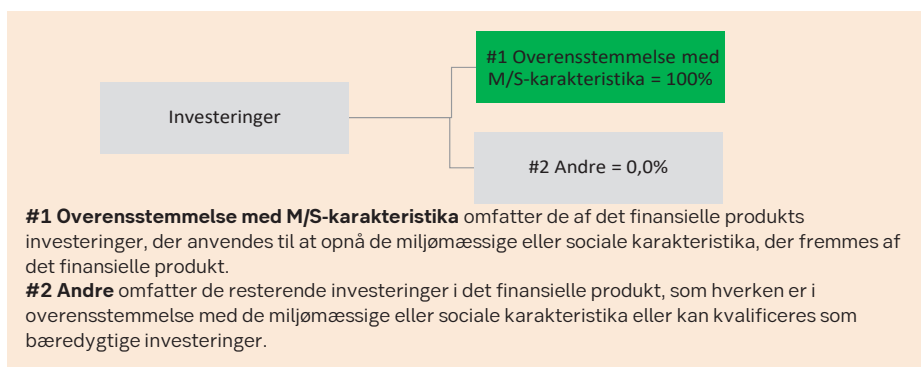 #1 Overensstemmelse med
M/S-karakteristika = 100%
Investeringer
#2 Andre = 0,0%
#1 Overensstemmelse med M/S-karakteristika omfatter de af det finansielle produkts
investeringer, der anvendes til at opnå de miljømæssige eller sociale karakteristika, der fremmes af
det finansielle produkt.
#2 Andre omfatter de resterende investeringer i det finansielle produkt, som hverken er i
overensstemmelse med de miljømæssige eller sociale karakteristika eller kan kvalificeres som
bæredygtige investeringer.